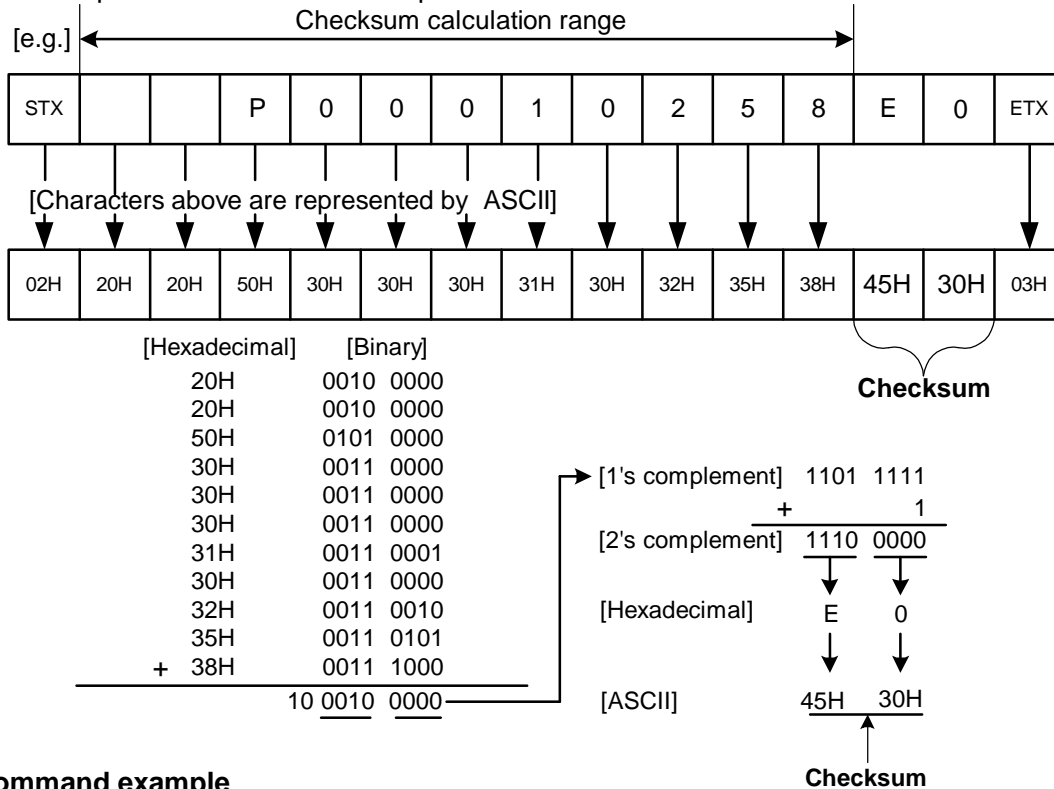 Checksum calculation range
[e.g.]
STX P 0 0 0 1 0 2 5 8 E 0 ETX
[Characters above are represented by ASCII]
02H 20H 20H 50H 30H 30H 30H 31H 30H 32H 35H 38H 45H 30H 03H
Checksum
[Hexadecimal] [Binary]
20H 0010 0000
20H 0010 0000
50H 0101 0000
30H 0011 0000
30H 0011 0000
30H 0011 0000
31H 0011 0001
30H 0011 0000
32H 0011 0010
35H 0011 0101
+ 38H 0011 1000
10 0010 0000
[1's complement] 1101 1111
+ 1
[2's complement] 1110 0000
[Hexadecimal] E 0
[ASCII] 45H 30H
Checksum
ommand example